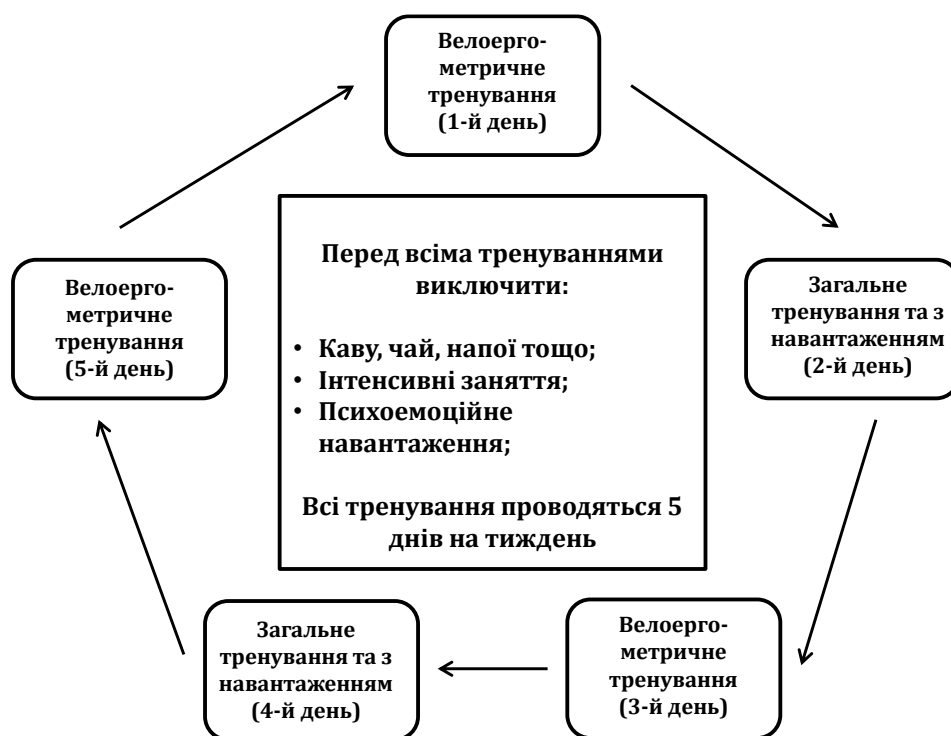 Велоерго-
метричне
тренування
(1-й день)
Загальне
тренування та з
навантаженням
(2-й день)
Велоерго-
метричне
тренування
(3-й день)
Загальне
тренування та з
навантаженням
(4-й день)
Велоерго-
метричне
тренування
(5-й день)
Перед всіма тренуваннями
виключити:
• Каву, чай, напої тощо;
• Інтенсивні заняття;
• Психоемоційне
навантаження;
Всі тренування проводяться 5
днів на тиждень